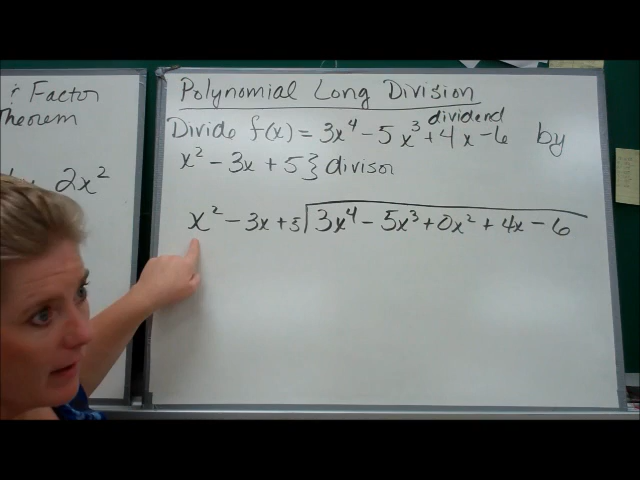 & Factor
Theorem
2x²
Polynomial Long Division
dividend
Divide f(x) = 3x⁴ - 5x³ + 4x - 6 by
x² - 3x + 5 } divisor
x² - 3x + 5 3x⁴ - 5x³ + 0x² + 4x - 6